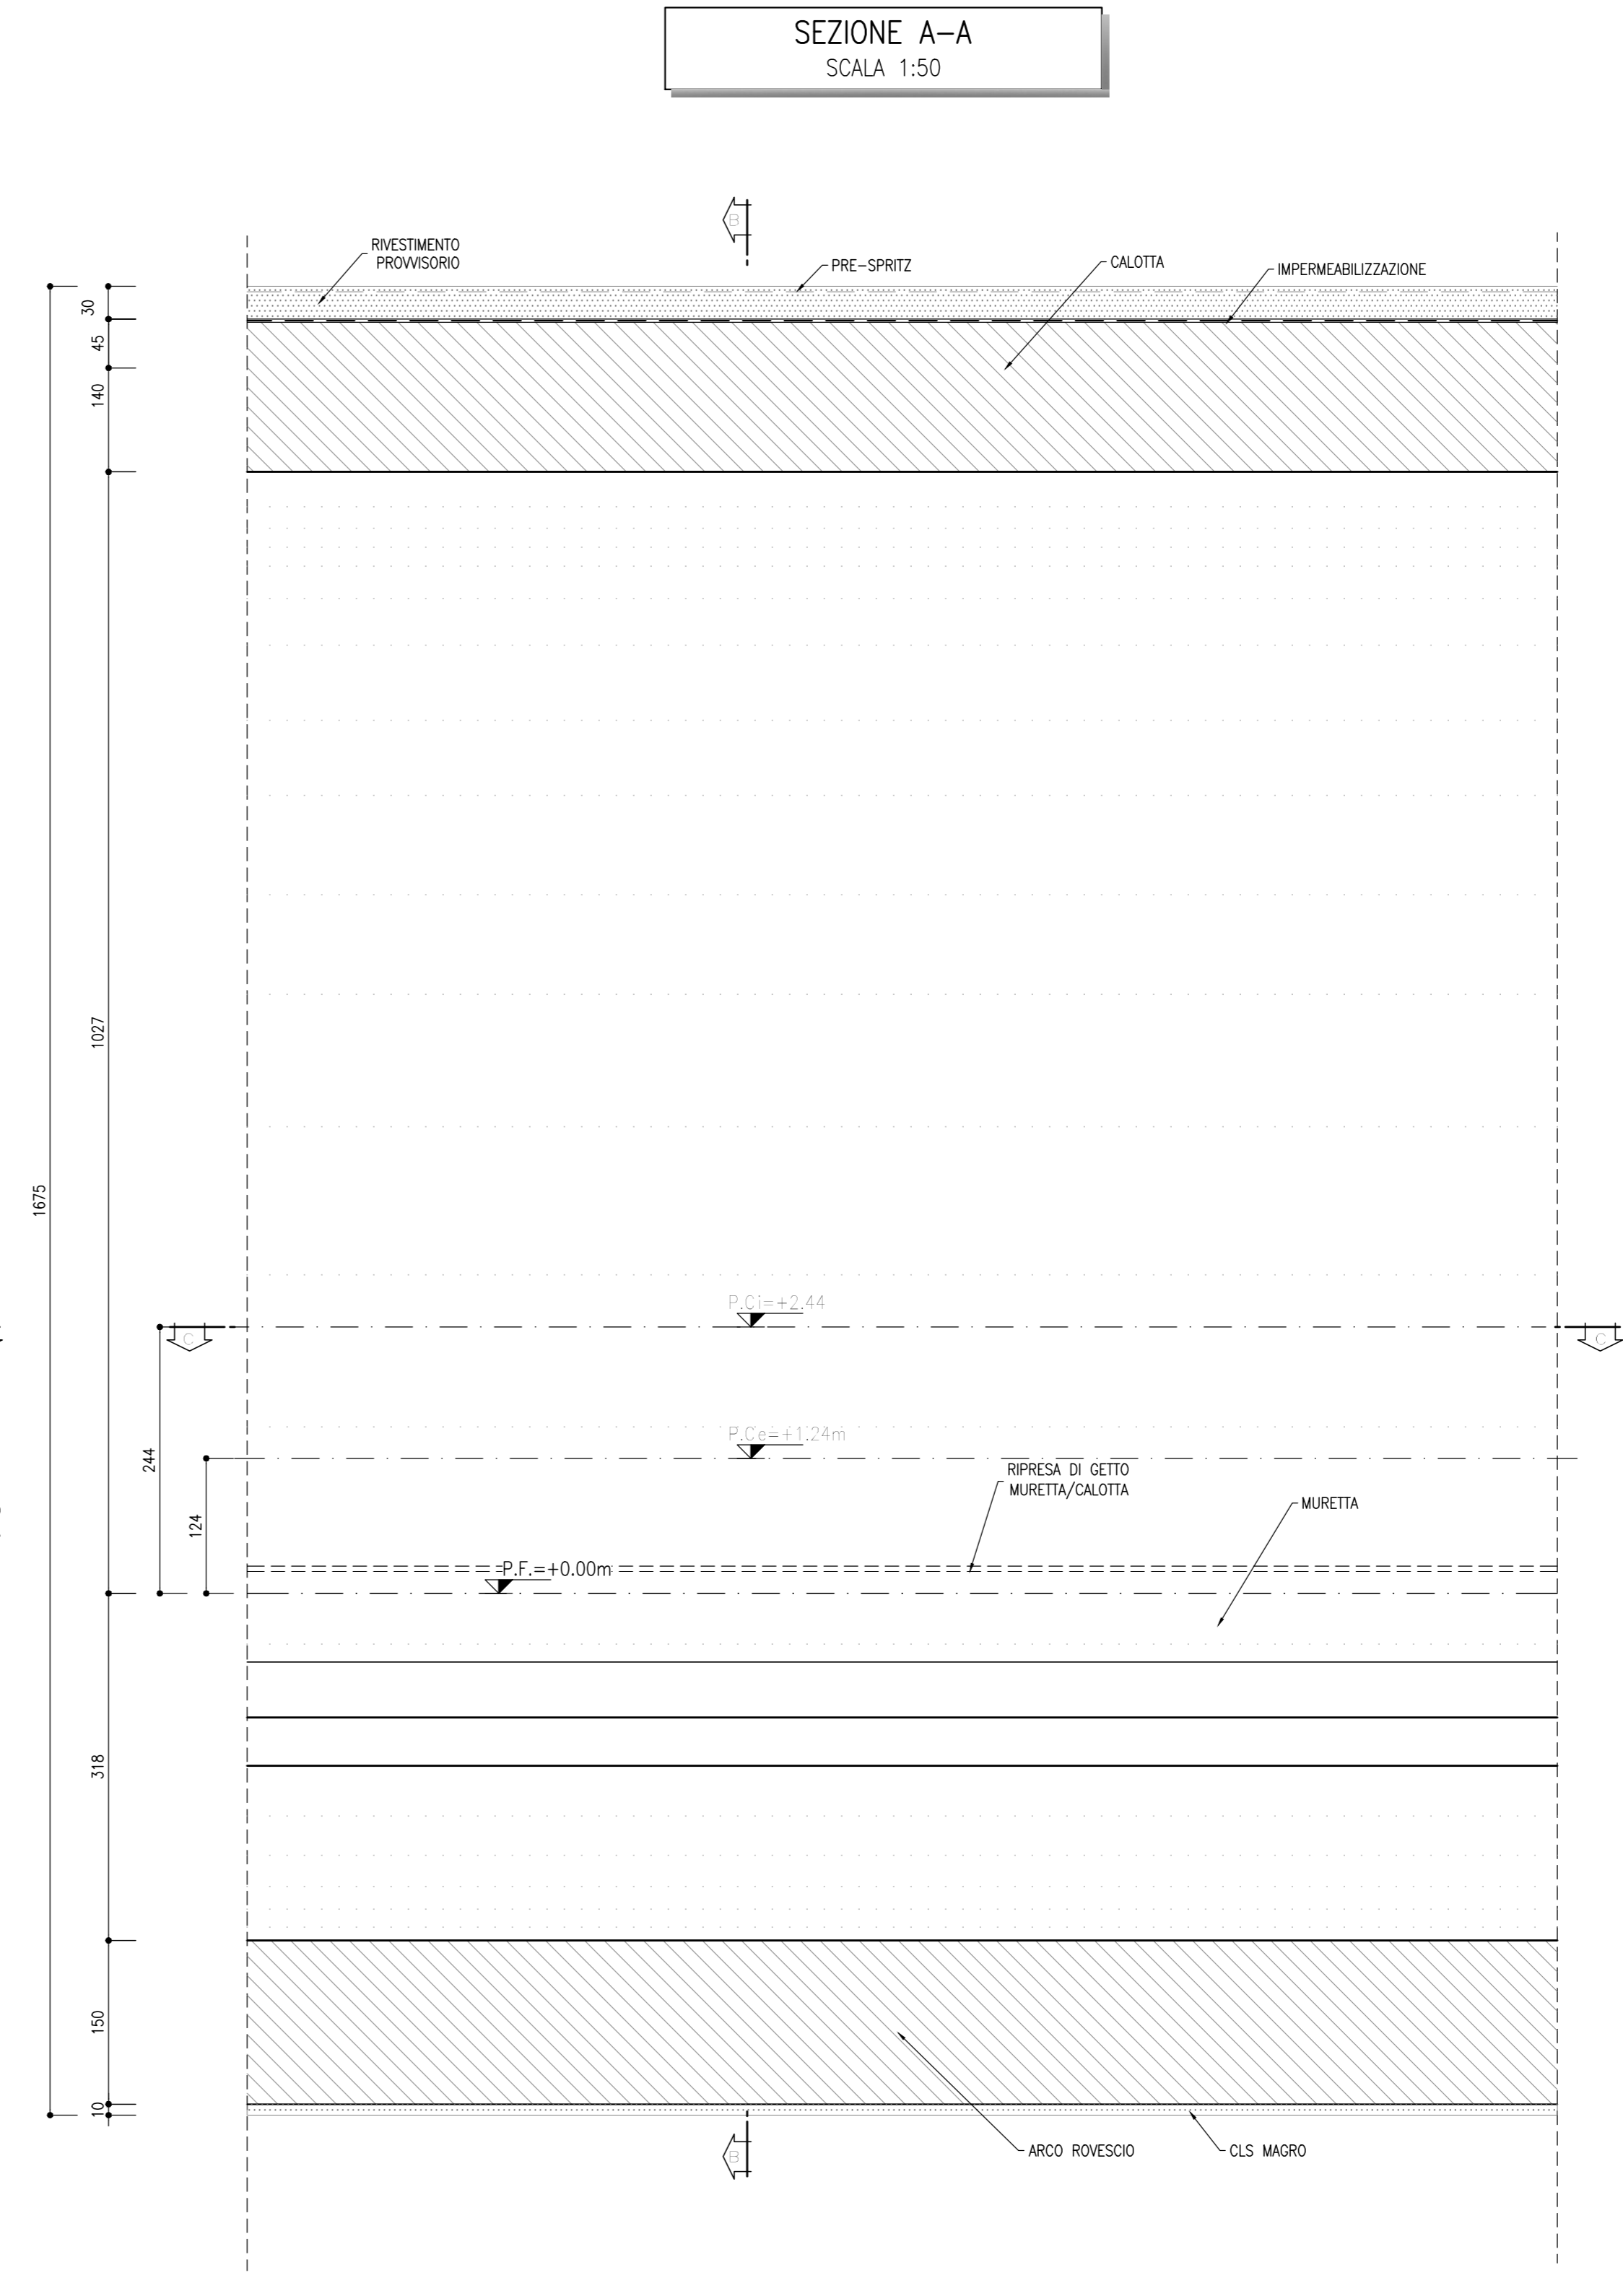 SEZIONE A-A
SCALA 1:50
B
RIVESTIMENTO
PROVVISORIO
PRE-SPRITZ
CALOTTA
IMPERMEABILIZZAZIONE
30
45
140
1027
1675
P.Ci=+2.44
C
C
P.Ce=+1.24m
244
RIPRESA DI GETTO
MURETTA/CALOTTA
MURETTA
124
P.F.=+0.00m
318
150
10
B
ARCO ROVESCIO
CLS MAGRO